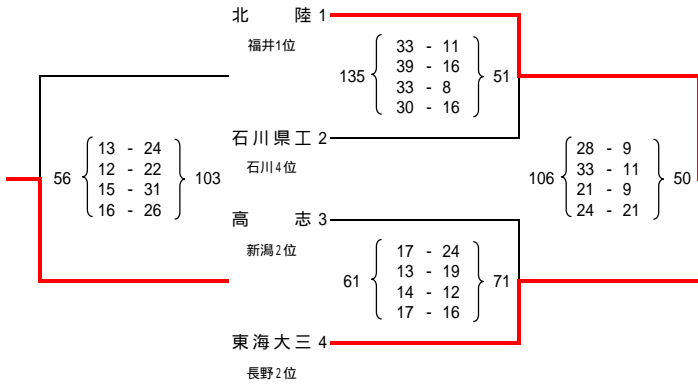 北 陸 1
福井1位
135 33 - 11 51
39 - 16
33 - 8
30 - 16
石川県工 2
石川4位
56 13 - 24 103
12 - 22
15 - 31
16 - 26
106 28 - 9 50
33 - 11
21 - 9
24 - 21
高 志 3
新潟2位
61 17 - 24 71
13 - 19
14 - 12
17 - 16
東海大三 4
長野2位